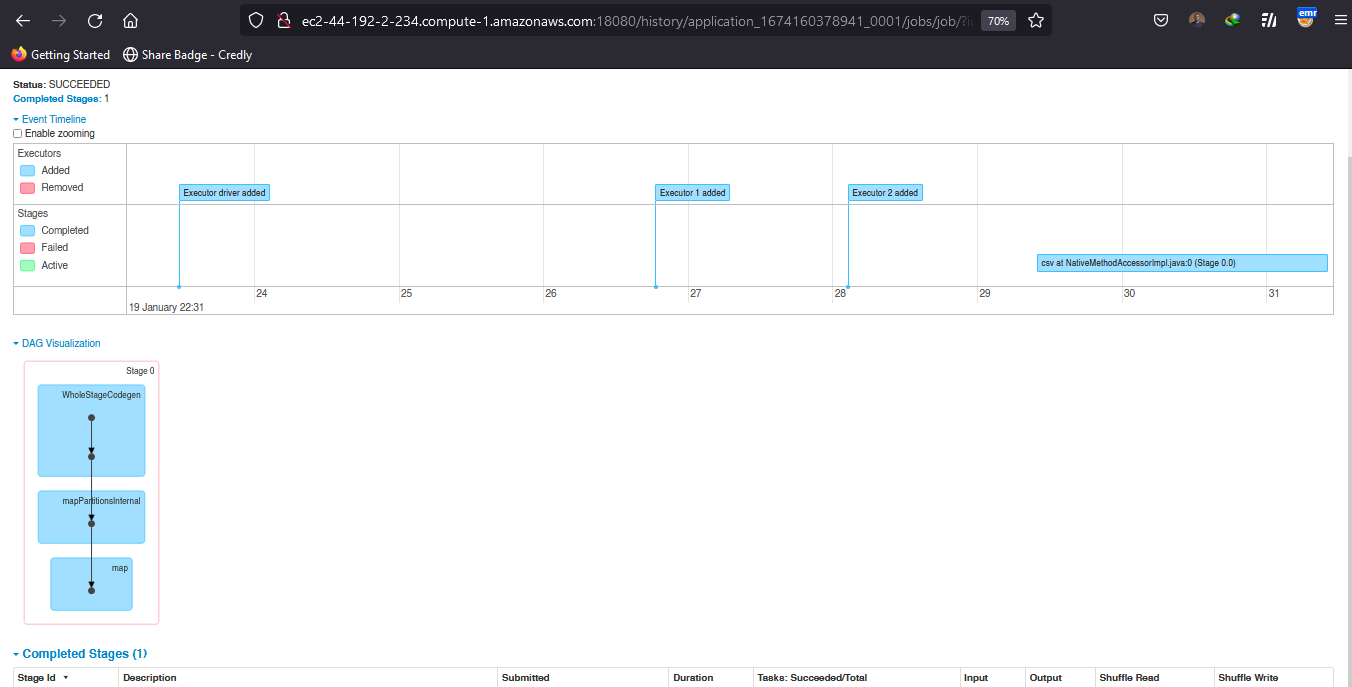 ec2-44-192-2-234.compute-1.amazonaws.com:18080/history/application_1674160378941_0001/jobs/job/?
70%
emr
Getting Started
Share Badge - Credly
Status: SUCCEEDED
Completed Stages: 1
Event Timeline
Enable zooming
Executors
Added
Removed
Executor driver added
Executor 1 added
Executor 2 added
Stages
Completed
Failed
Active
csv at NativeMethodAccessorImpl.java:0 (Stage 0.0)
24
25
26
27
28
29
30
31
19 January 22:31
DAG Visualization
Stage 0
WholeStageCodegen
mapPartitionsInternal
map
Completed Stages (1)
Stage Id
Description
Submitted
Duration
Tasks: Succeeded/Total
Input
Output
Shuffle Read
Shuffle Write